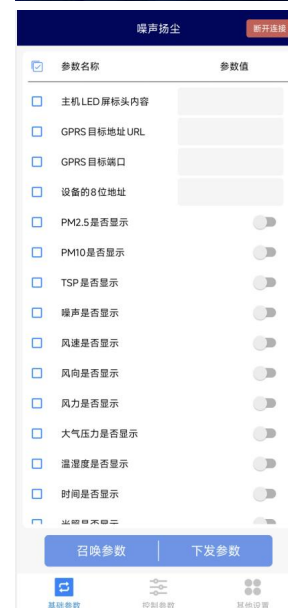 噪声扬尘 断开连接
参数名称 参数值
主机LED屏标头内容
GPRS目标地址URL
GPRS目标端口
设备的8位地址
PM2.5是否显示
PM10是否显示
TSP是否显示
噪声是否显示
风速是否显示
风向是否显示
风力是否显示
大气压力是否显示
温湿度是否显示
时间是否显示
召唤参数 下发参数
基础参数 控制参数 其他设置